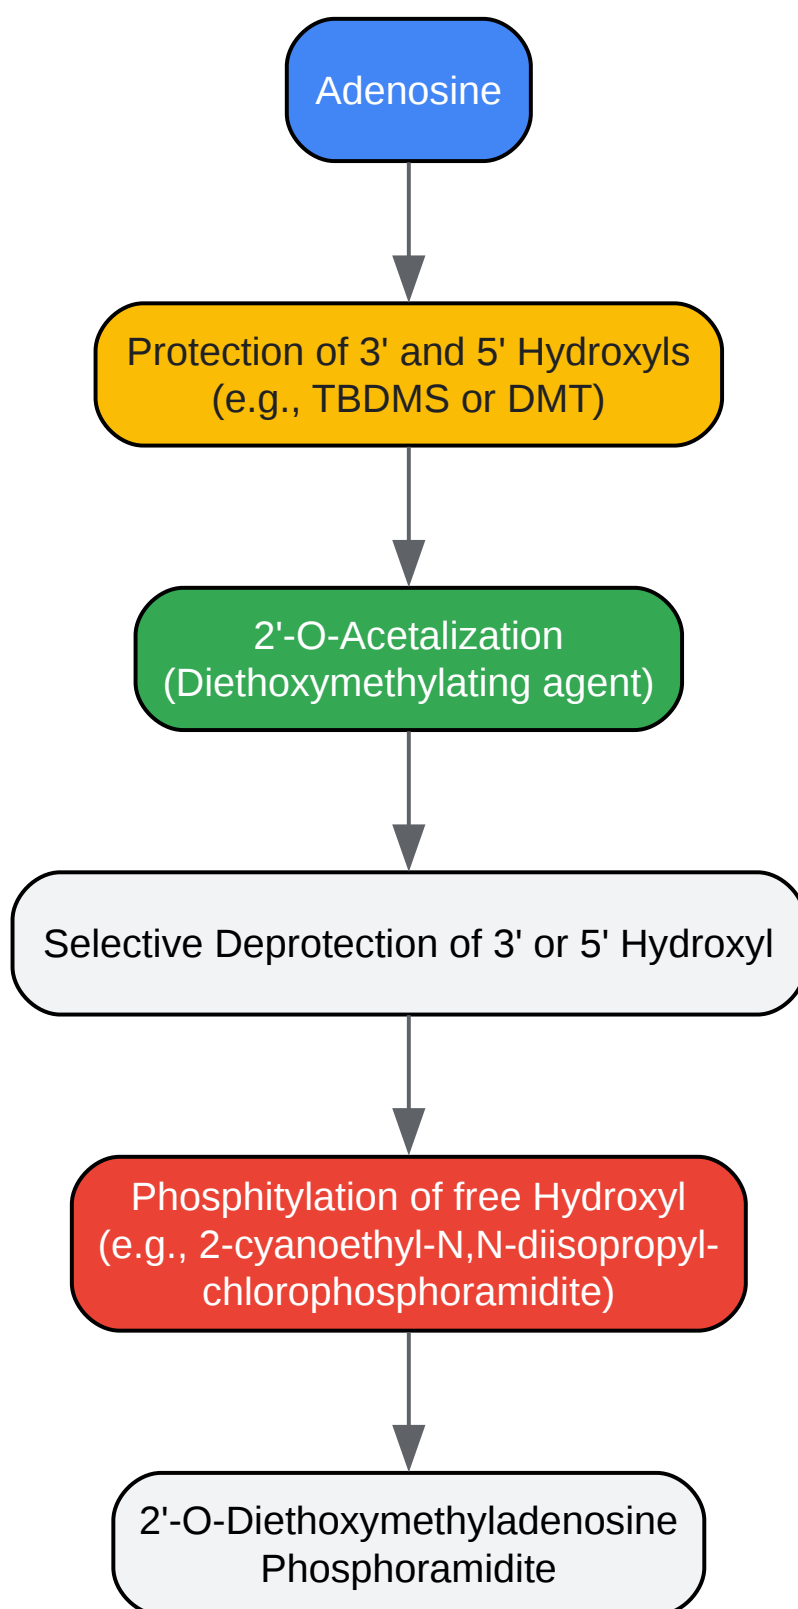 Adenosine
Protection of 3' and 5' Hydroxyls
(e.g., TBDMS or DMT)
2'-O-Acetalization
(Diethoxymethylating agent)
Selective Deprotection of 3' or 5' Hydroxyl
Phosphitylation of free Hydroxyl
(e.g., 2-cyanoethyl-N,N-diisopropyl-
chlorophosphoramidite)
2'-O-Diethoxymethyladenosine
Phosphoramidite